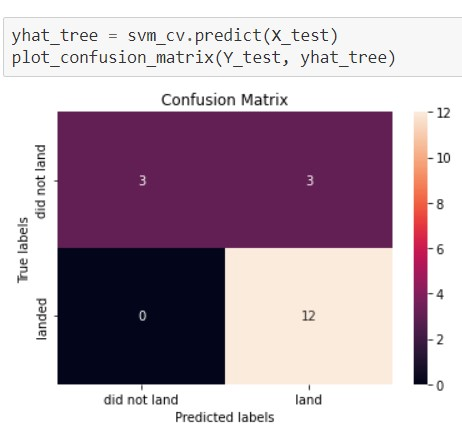 yhat_tree = svm_cv.predict(X_test)
plot_confusion_matrix(Y_test, yhat_tree)
Confusion Matrix
did not land
landed
True labels
3
3
0
12
did not land
land
Predicted labels
12
10
8
6
4
2
0